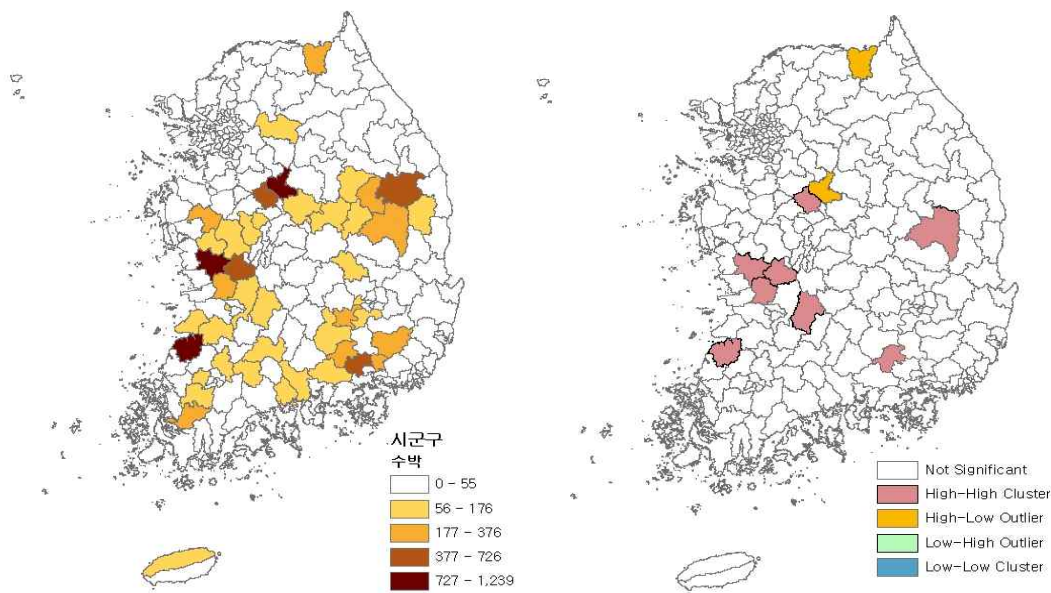 시군구
수박
0 - 55
56 - 176
177 - 376
377 - 726
727 - 1,239
Not Significant
High-High Cluster
High-Low Outlier
Low-High Outlier
Low-Low Cluster